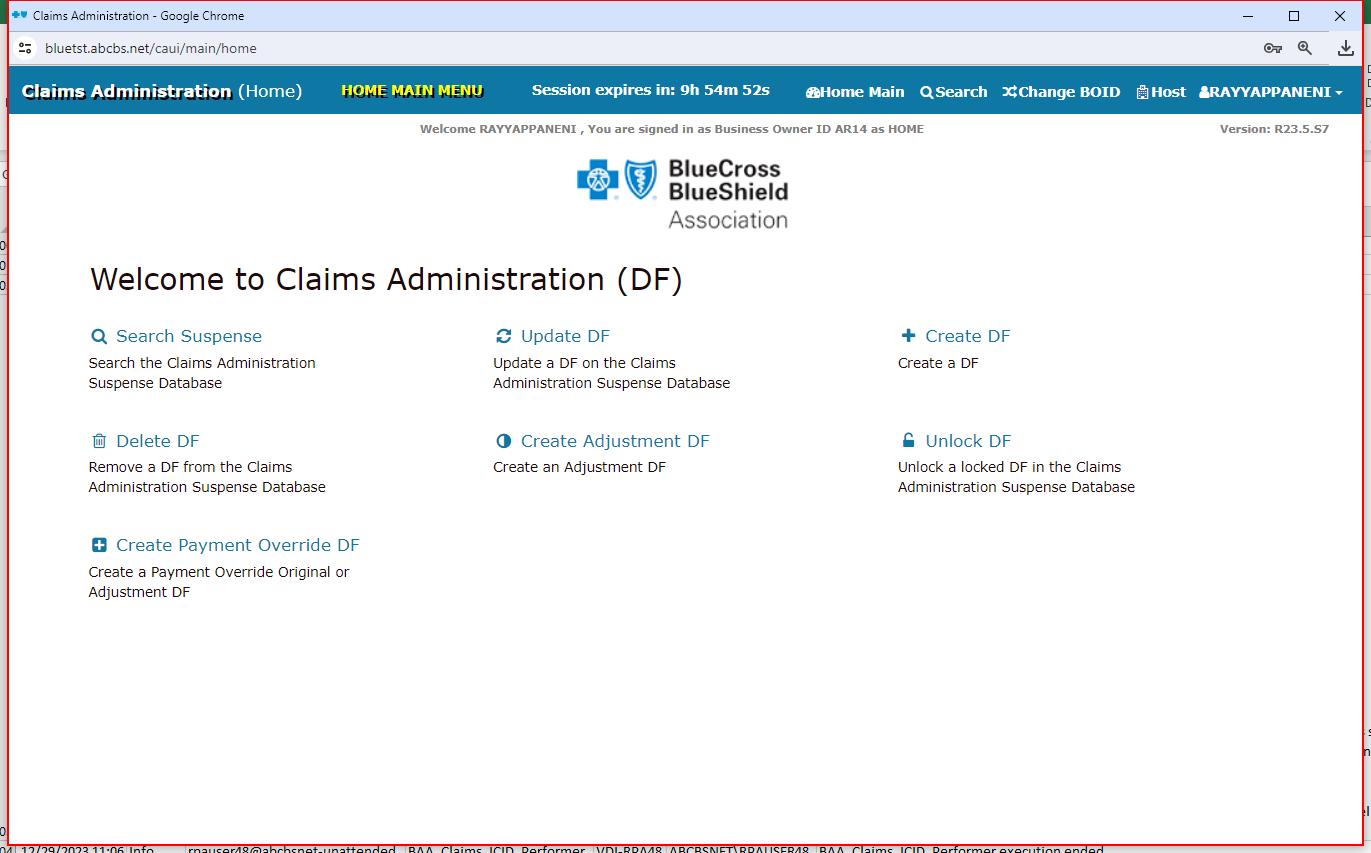 Claims Administration - Google Chrome
bluetst.abcbs.net/caui/main/home
Claims Administration (Home) HOME MAIN MENU Session expires in: 9h 54m 52s Home Main Search Change BOID Host RAYYAPPANENI
Welcome RAYYAPPANENI , You are signed in as Business Owner ID AR14 as HOME Version: R23.5.S7
BlueCross
BlueShield
Association
Welcome to Claims Administration (DF)
Search Suspense
Search the Claims Administration
Suspense Database
Update DF
Update a DF on the Claims
Administration Suspense Database
Create DF
Create a DF
Delete DF
Remove a DF from the Claims
Administration Suspense Database
Create Adjustment DF
Create an Adjustment DF
Unlock DF
Unlock a locked DF in the Claims
Administration Suspense Database
Create Payment Override DF
Create a Payment Override Original or
Adjustment DF
04 12/29/2023 11:06 Info rpauser48@abcbsnet-unattended BAA_Claims_ICID_Performer VDI-RPA48 ABCBSNET\RPAUSER48 BAA_Claims_ICID_Performer execution ended